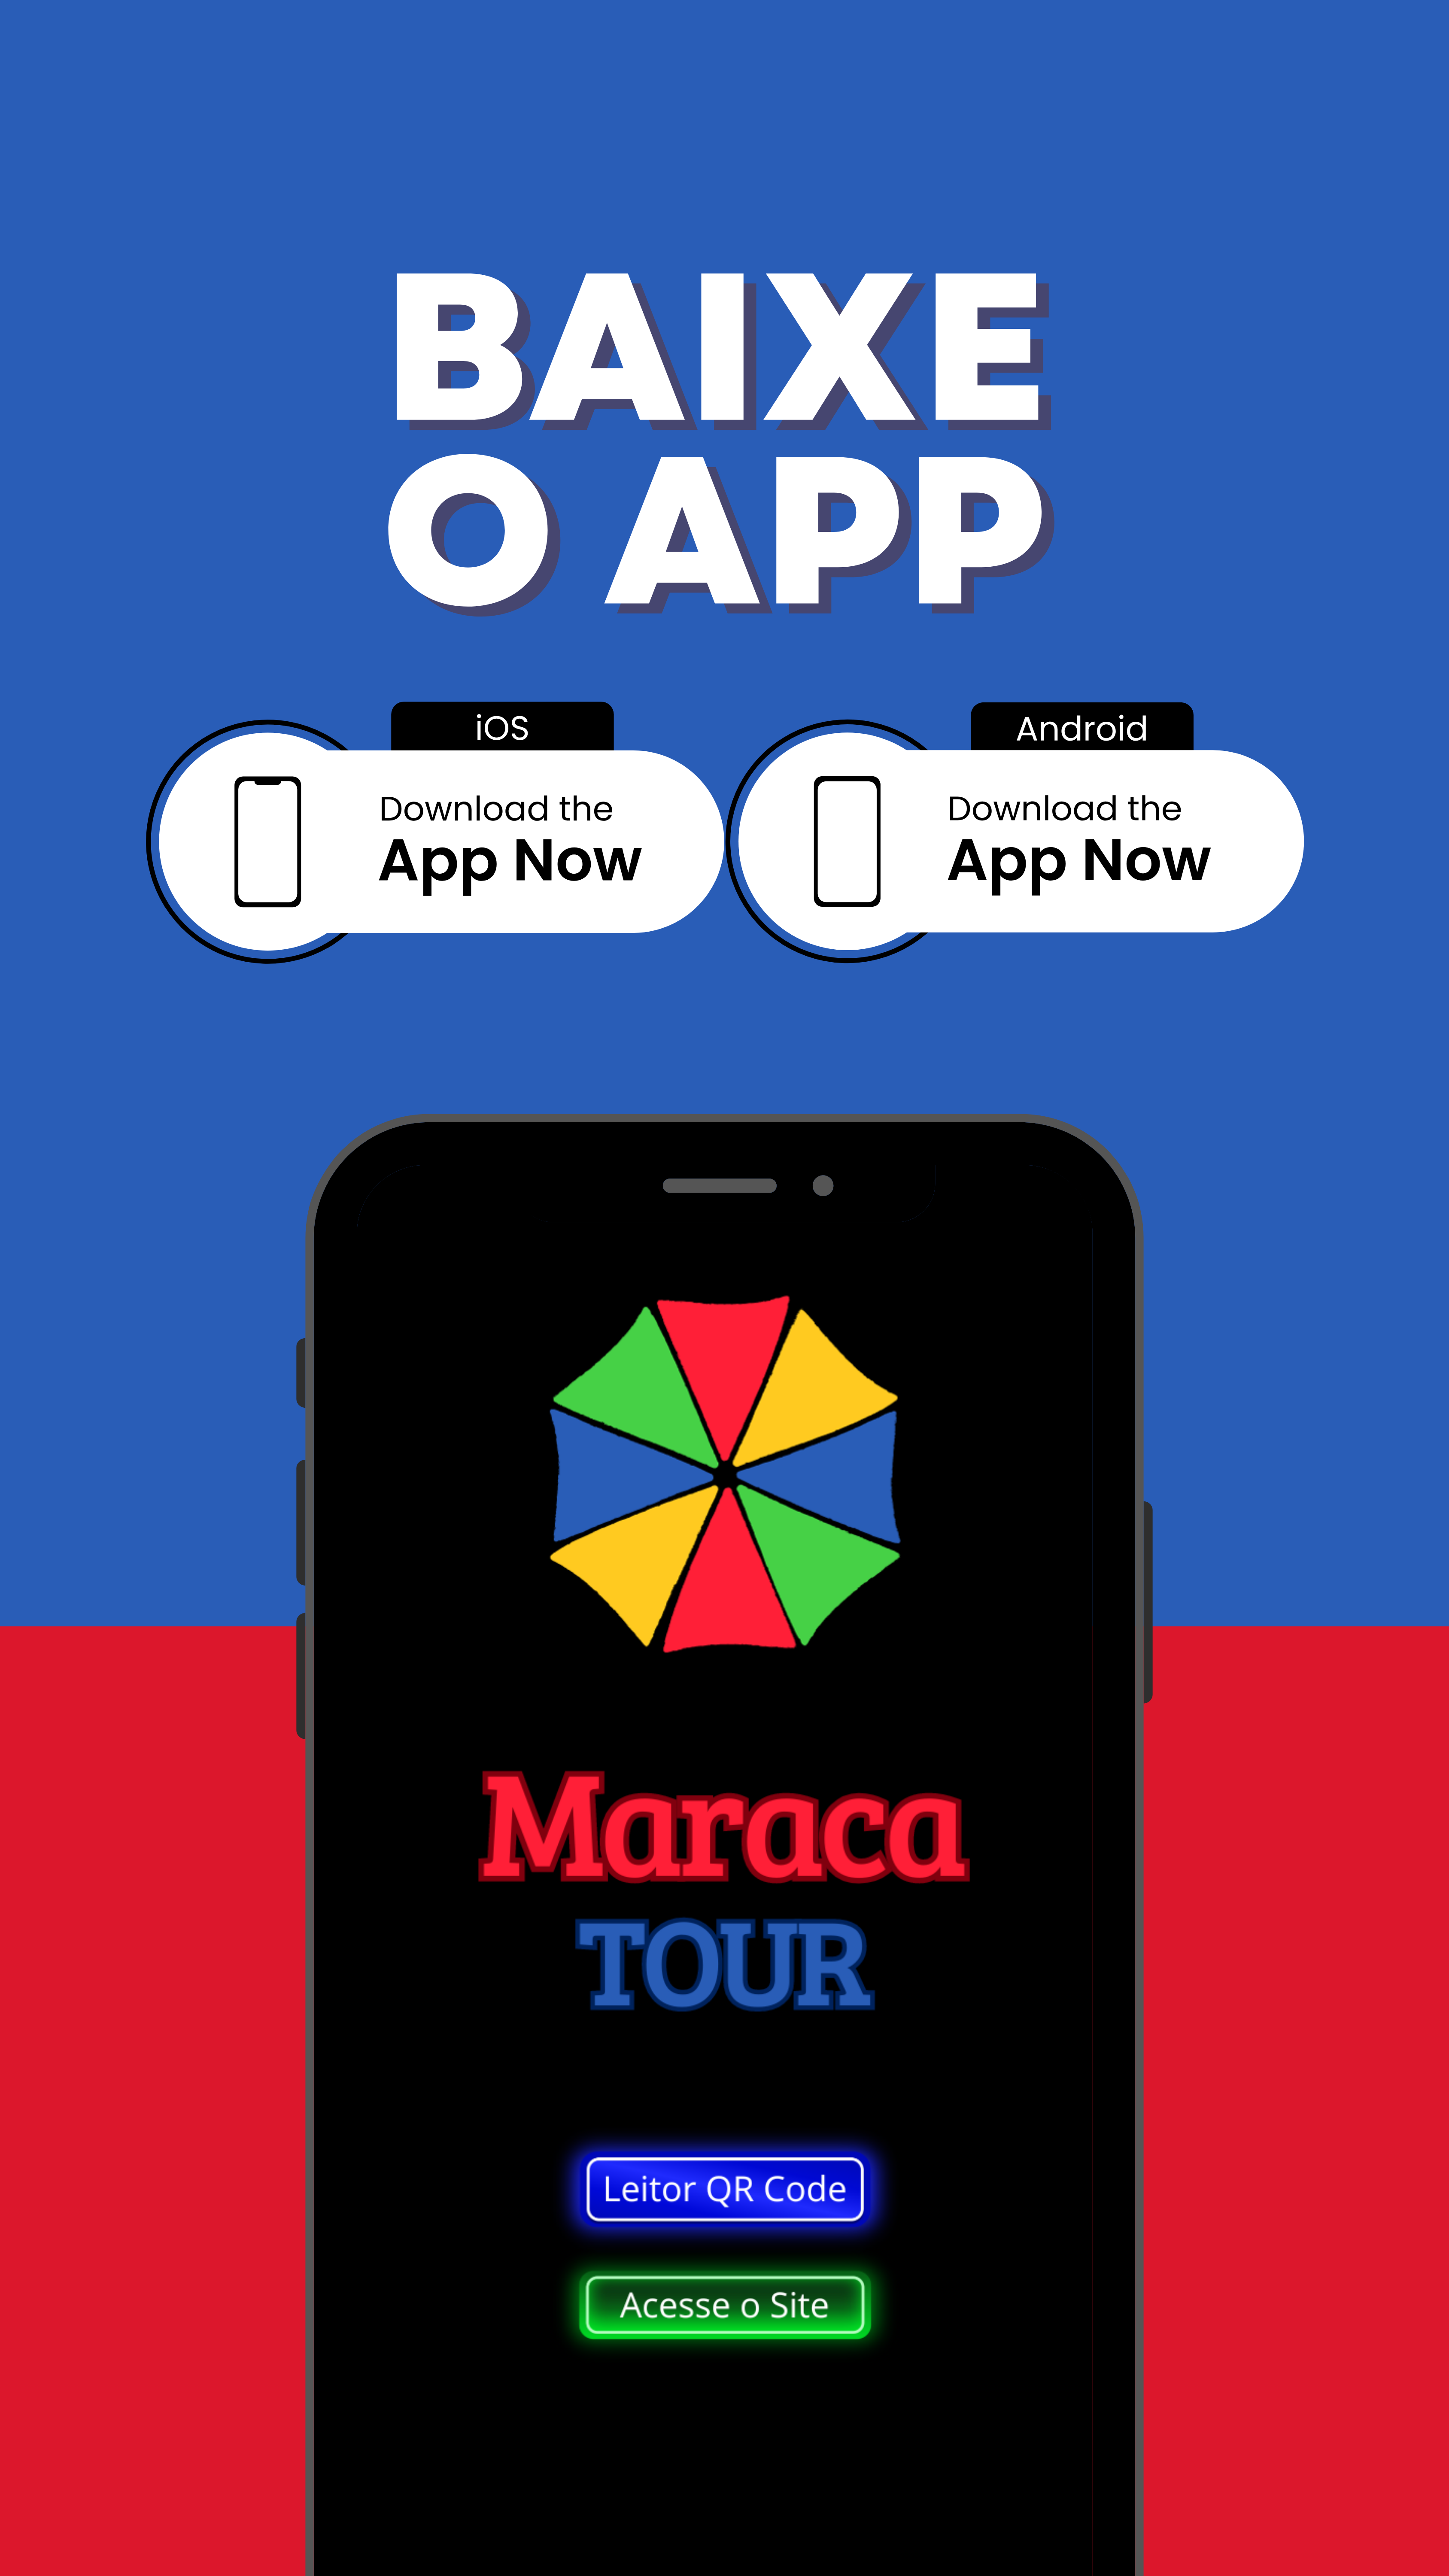 BAIXE
O APP
iOS
Download the
App Now
Android
Download the
App Now
Maraca
TOUR
Leitor QR Code
Acesse o Site